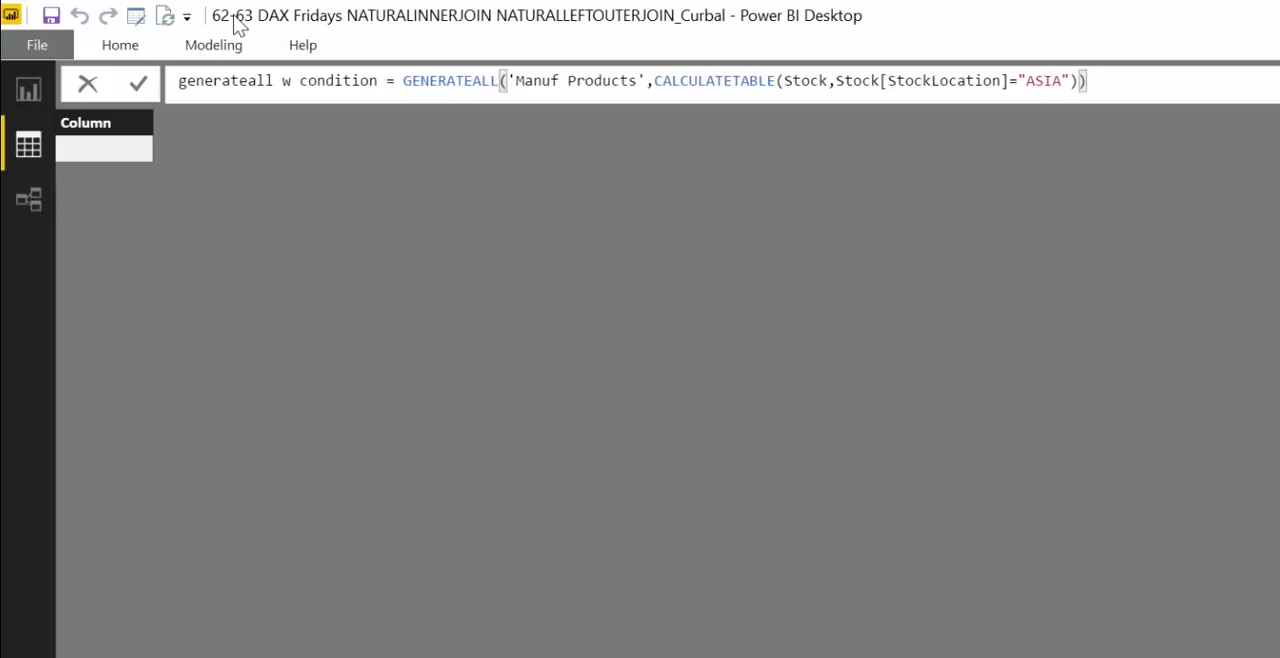 62-63 DAX Fridays NATURALINNERJOIN NATURALLEFTOUTERJOIN_Curbal - Power BI Desktop
File Home Modeling Help
generateall w condition = GENERATEALL('Manuf Products',CALCULATETABLE(Stock,Stock[StockLocation]="ASIA"))
Column